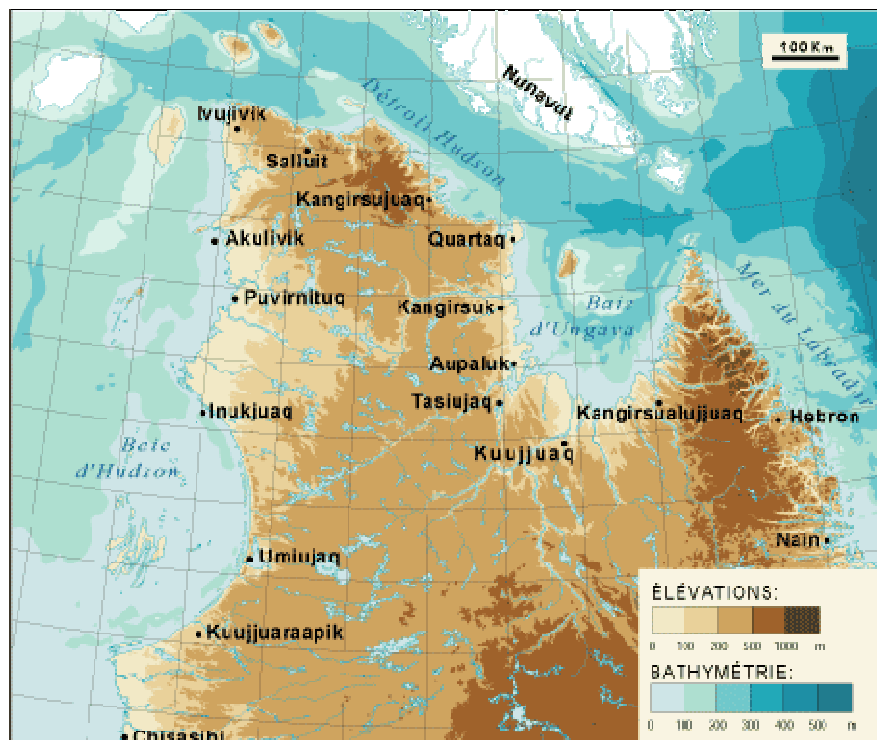 100 Km
Nunavut
Détroit Hudson
Ivujivik
Salluit
Kangirsujuaq
Akulivik
Quartaq
Puvirnituq
Kangirsuk
Baie
d'Ungava
Mer du Labrador
Aupaluk
Tasiujaq
Kangirsualujjuaq
Inukjuaq
Hebron
Kuujjuaq
Baie
d'Hudson
Nain
Umiujaq
Kuujjuaraapik
Chisasibi
ÉLÉVATIONS:
0 100 200 500 1000 m
BATHYMÉTRIE:
0 100 200 300 400 500 m